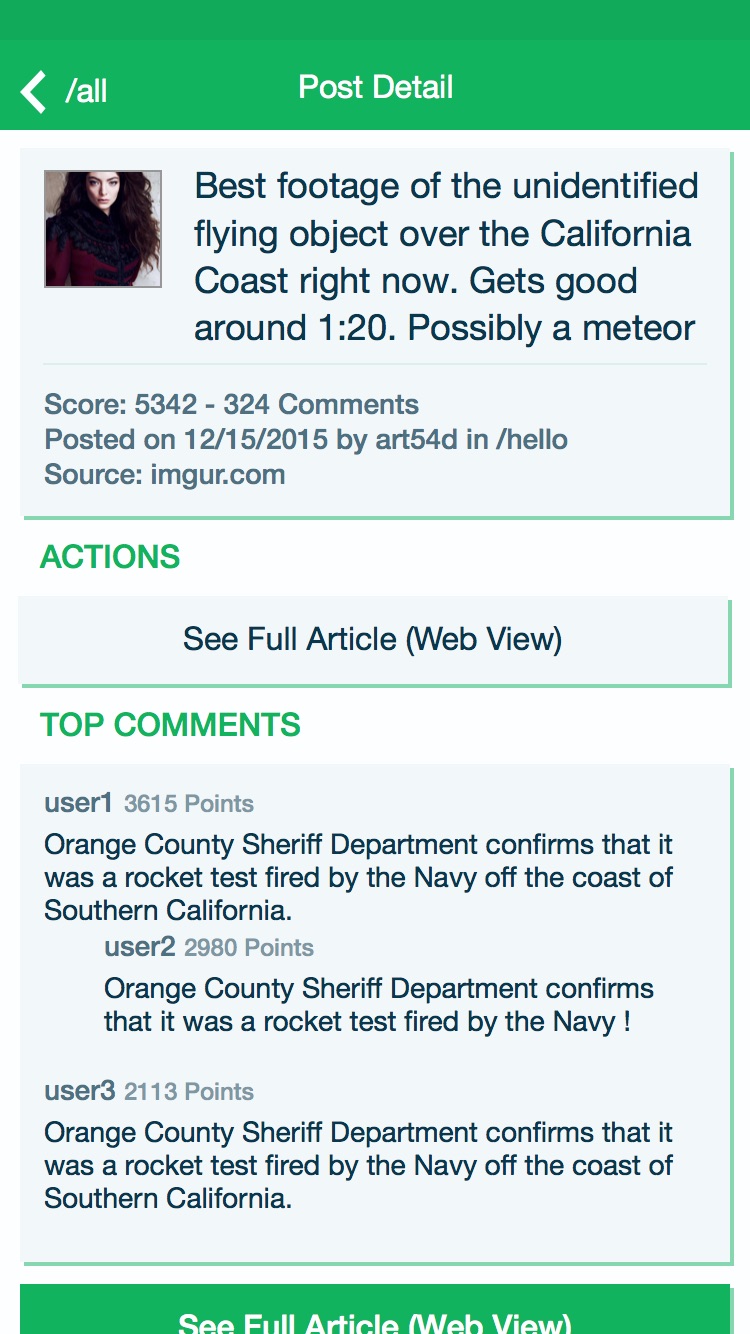 /all
Post Detail
Best footage of the unidentified
flying object over the California
Coast right now. Gets good
around 1:20. Possibly a meteor
Score: 5342 - 324 Comments
Posted on 12/15/2015 by art54d in /hello
Source: imgur.com
ACTIONS
See Full Article (Web View)
TOP COMMENTS
user1 3615 Points
Orange County Sheriff Department confirms that it
was a rocket test fired by the Navy off the coast of
Southern California.
user2 2980 Points
Orange County Sheriff Department confirms
that it was a rocket test fired by the Navy !
user3 2113 Points
Orange County Sheriff Department confirms that it
was a rocket test fired by the Navy off the coast of
Southern California.
See Full Article (Web View)